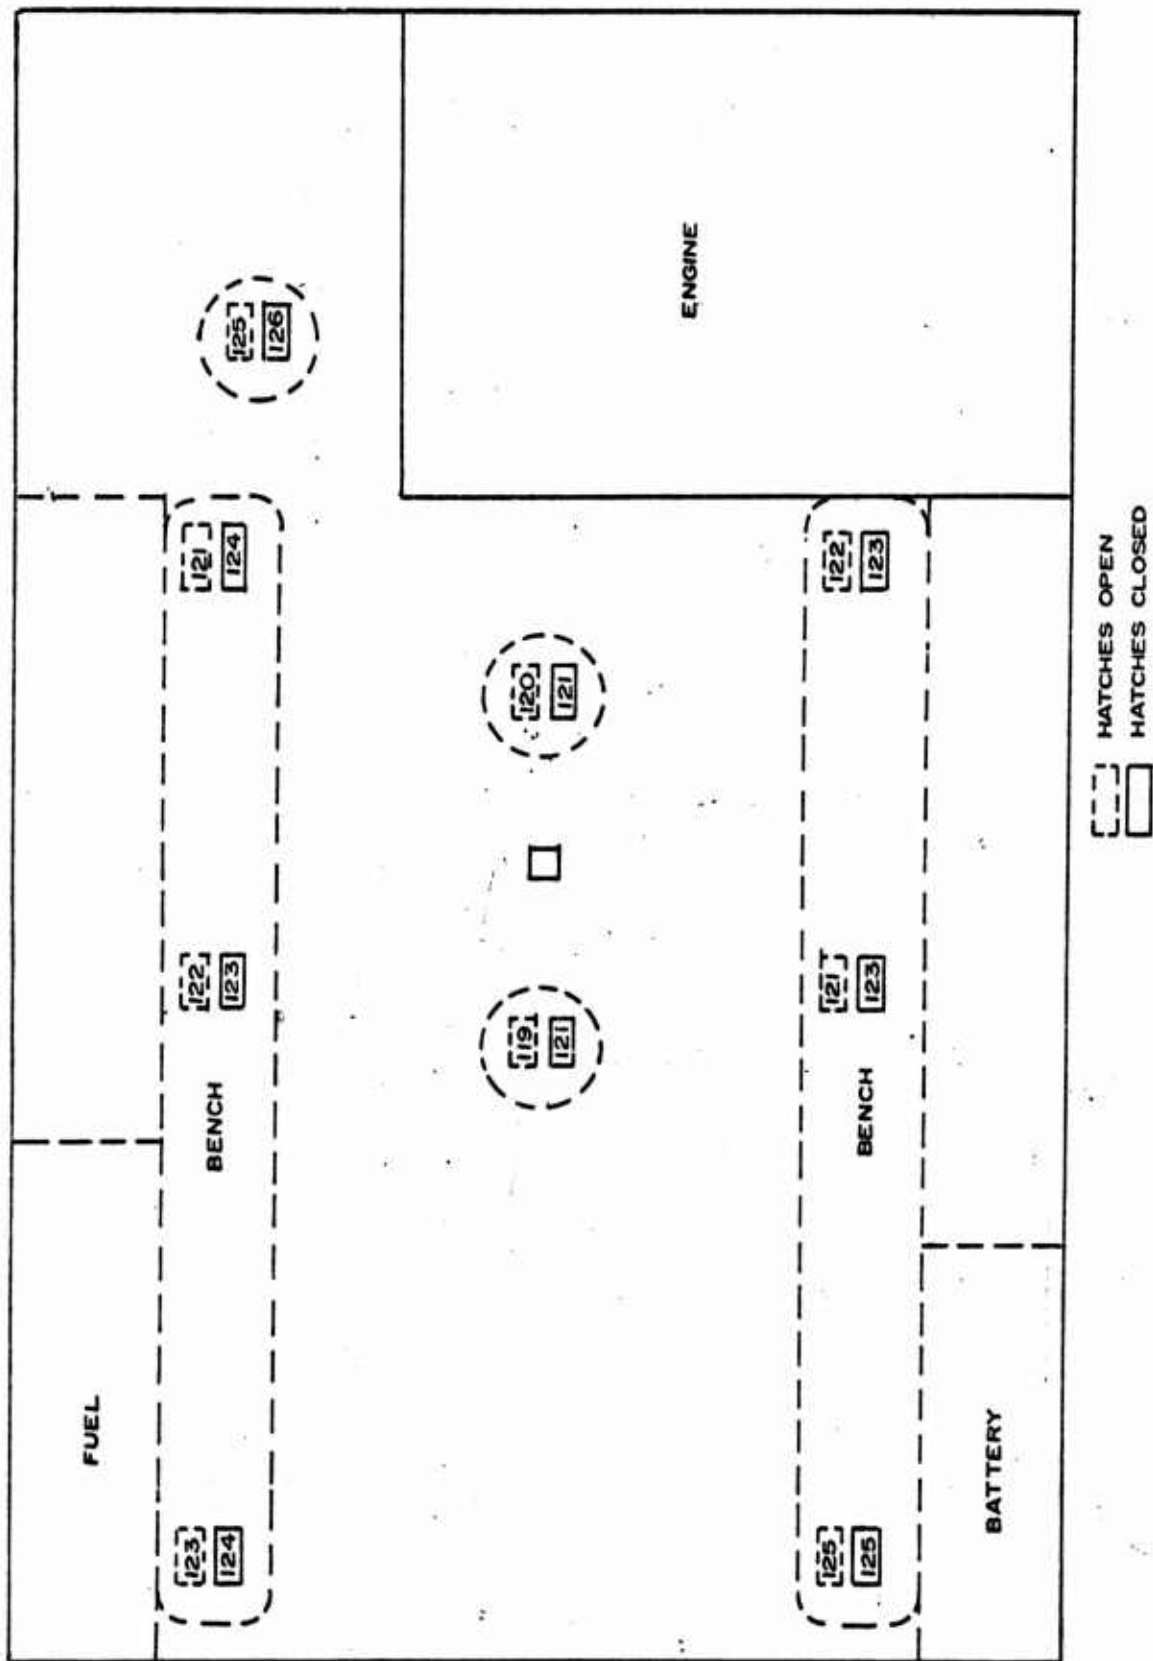 FUEL
123 122 121 125
124 BENCH 123 124 126
119 120
121 121
ENGINE
125 121 122
125 BENCH 123 123
BATTERY
HATCHES OPEN
HATCHES CLOSED